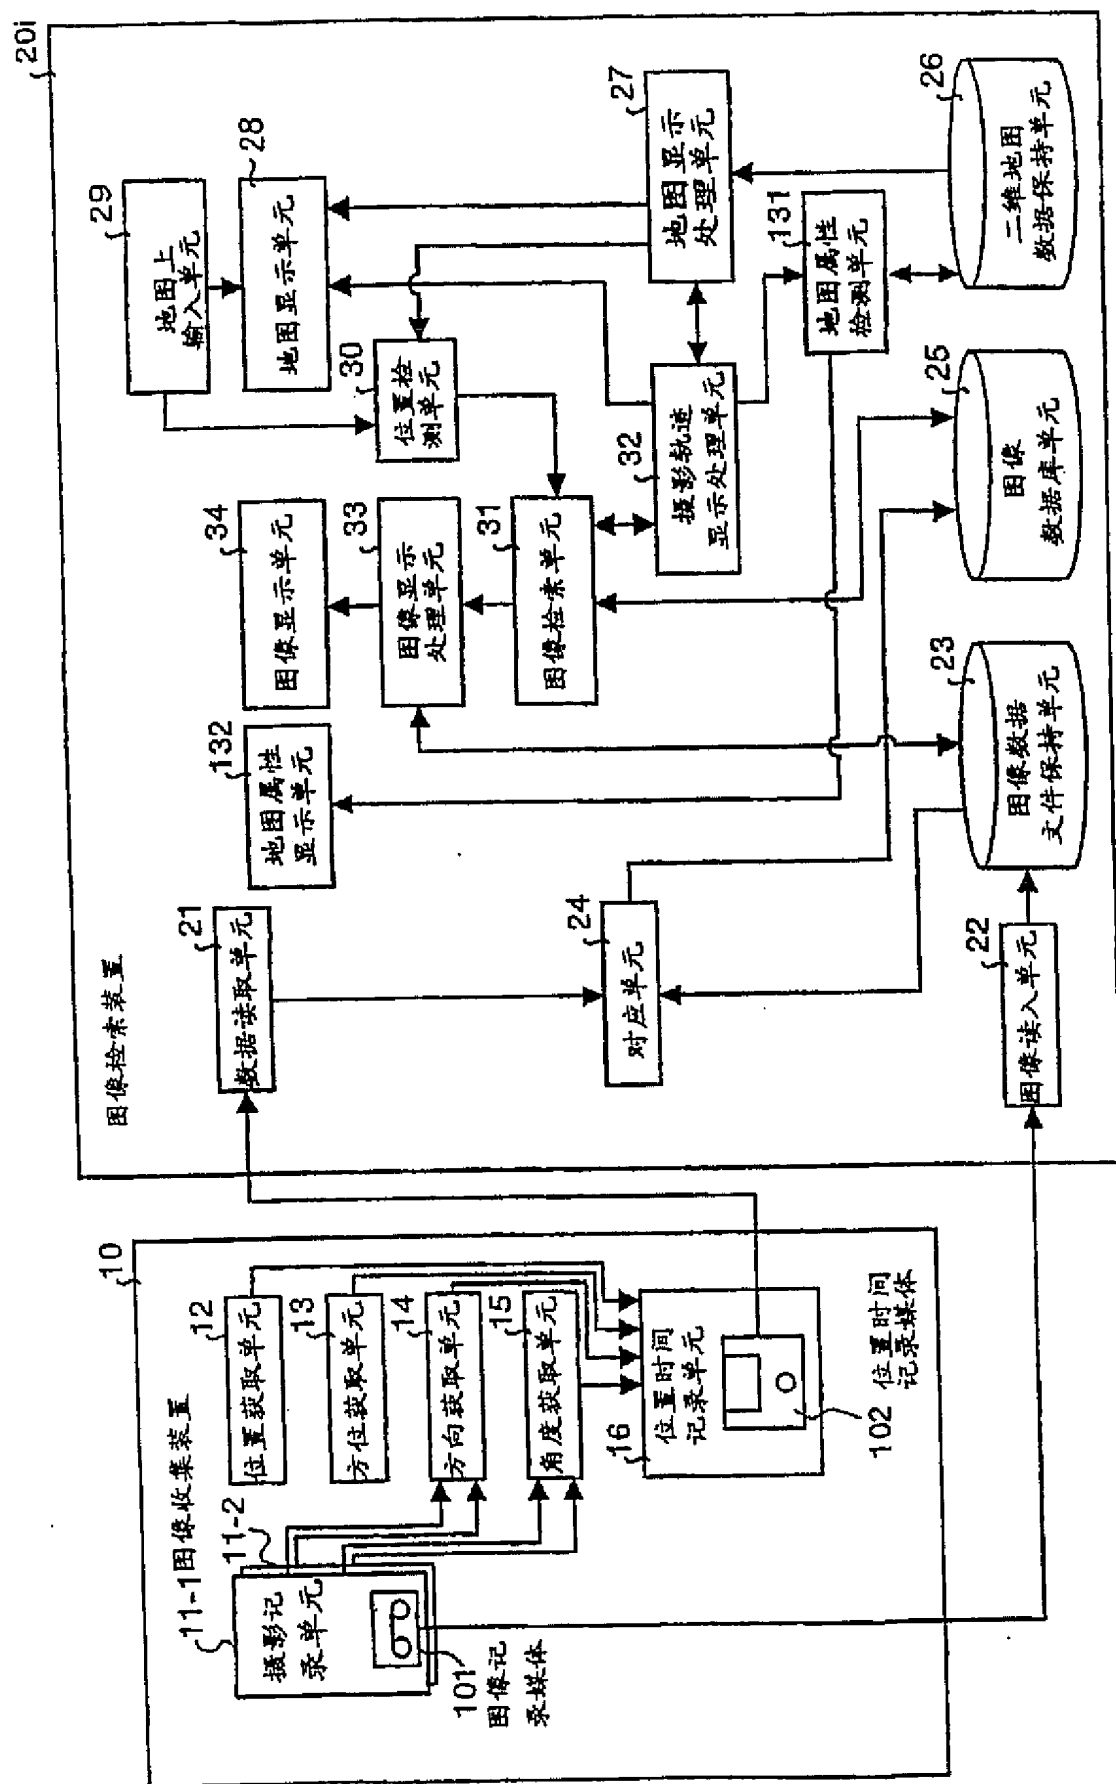 10
图像收集装置
11-1
11-2
摄影记
录单元
101
图像记
录媒体
12
位置获取单元
13
方位获取单元
14
方向获取单元
15
角度获取单元
16
位置时间
记录单元
102
位置时间
记录媒体
20i
图像检索装置
21
数据读取单元
22
图像读入单元
23
图像数据
文件保持单元
24
对应单元
25
图像
数据库单元
26
二维地图
数据保持单元
27
地图显示
处理单元
28
地图显示单元
29
地图上
输入单元
30
位置检
测单元
31
图像检索单元
32
摄影轨迹
显示处理单元
33
图像显示
处理单元
34
图像显示单元
131
地图属性
检测单元
132
地图属性
显示单元